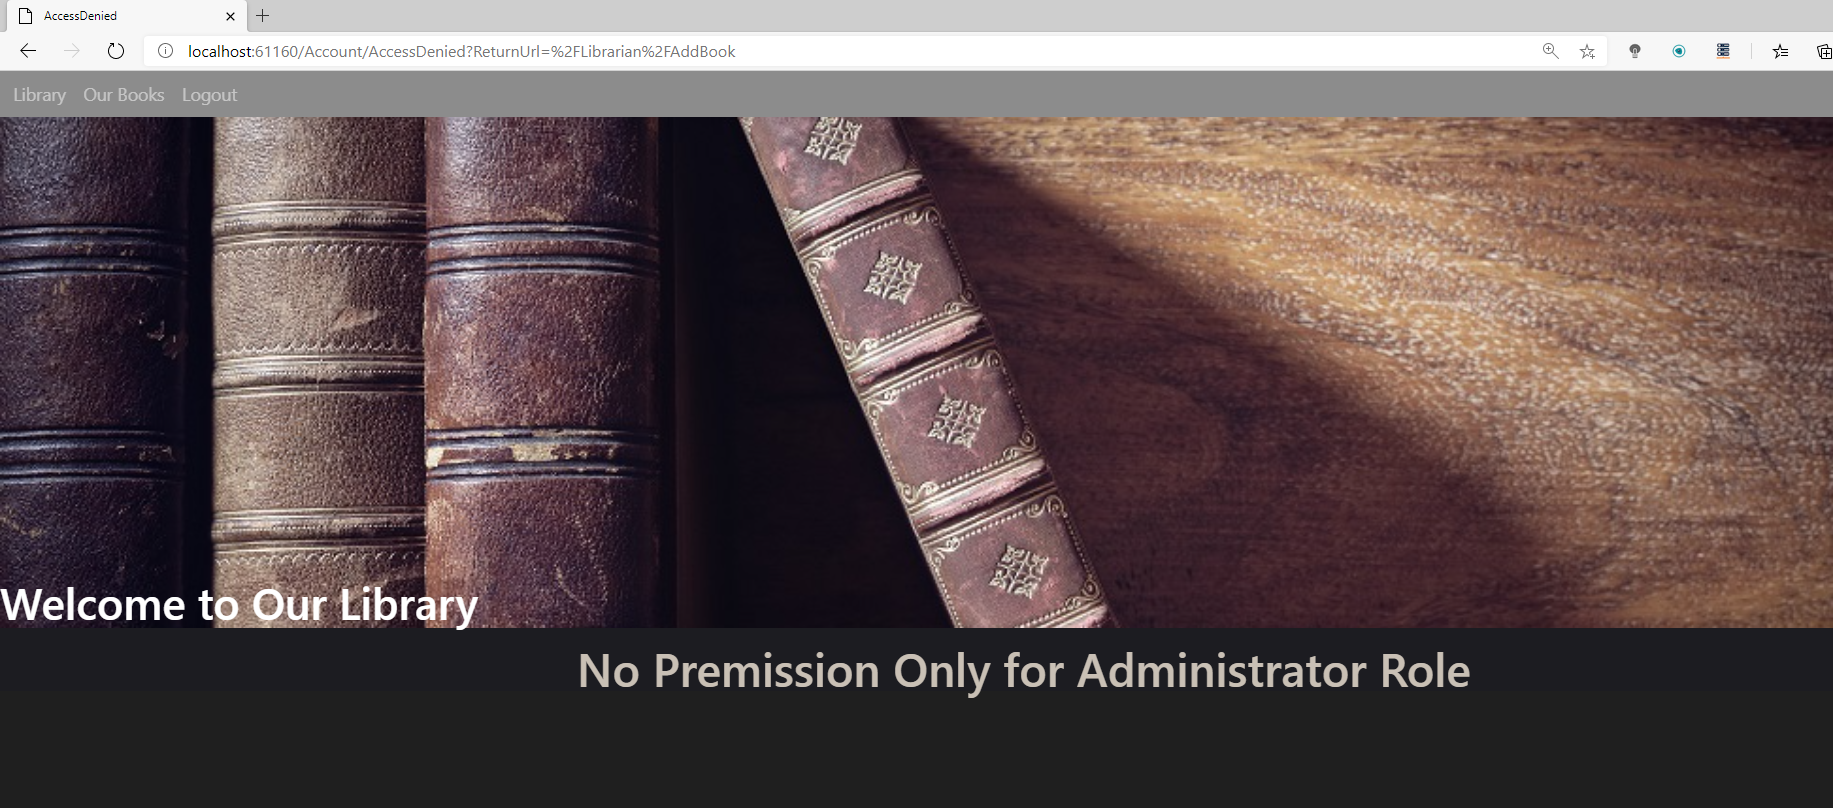 AccessDenied
localhost:61160/Account/AccessDenied?ReturnUrl=%2FLibrarian%2FAddBook
Library Our Books Logout
Welcome to Our Library
No Premission Only for Administrator Role